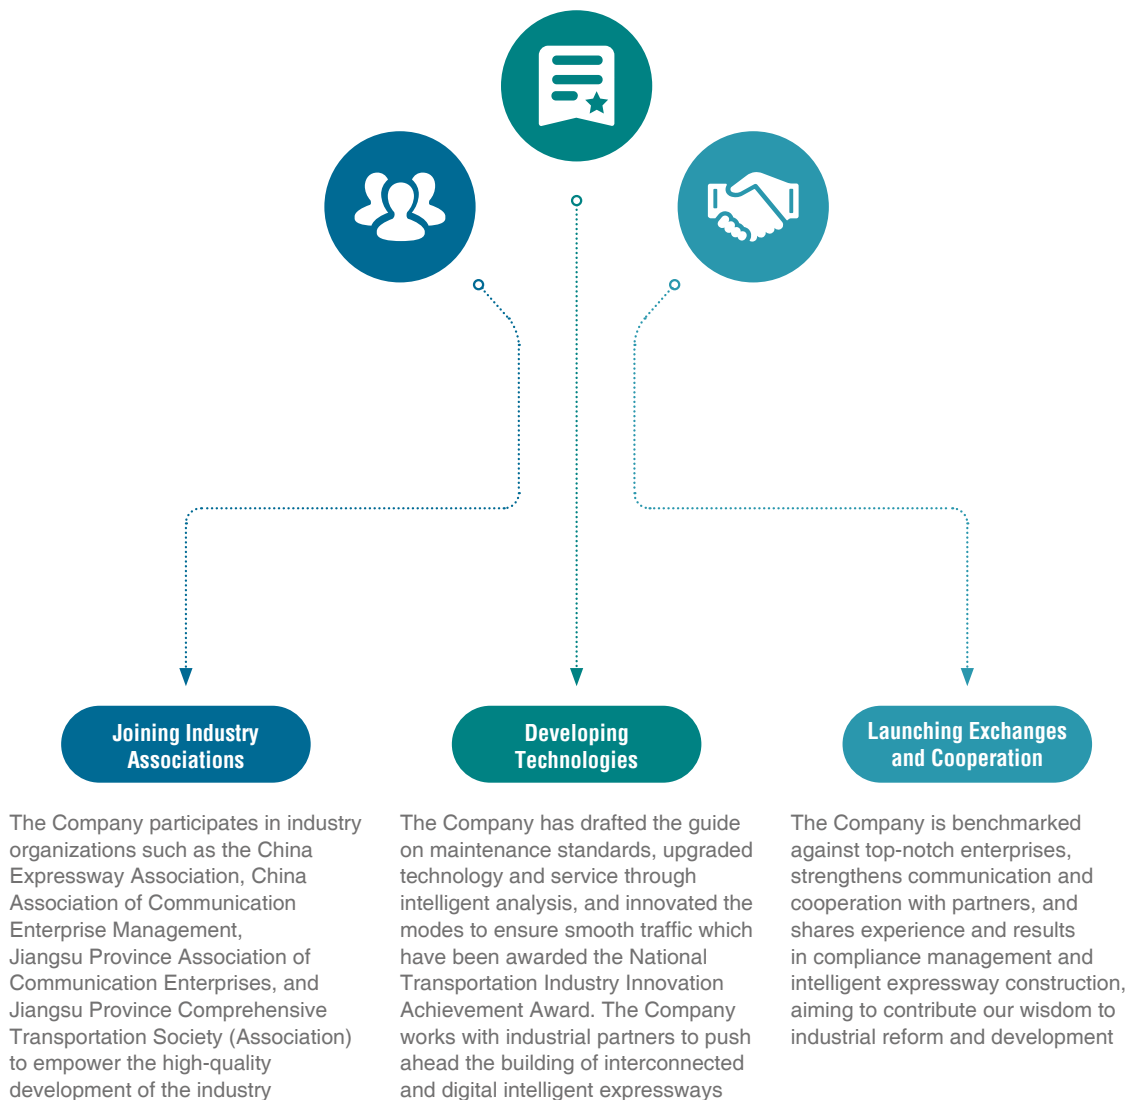 Joining Industry
Associations
The Company participates in industry
organizations such as the China
Expressway Association, China
Association of Communication
Enterprise Management,
Jiangsu Province Association of
Communication Enterprises, and
Jiangsu Province Comprehensive
Transportation Society (Association)
to empower the high-quality
development of the industry
Developing
Technologies
The Company has drafted the guide
on maintenance standards, upgraded
technology and service through
intelligent analysis, and innovated the
modes to ensure smooth traffic which
have been awarded the National
Transportation Industry Innovation
Achievement Award. The Company
works with industrial partners to push
ahead the building of interconnected
and digital intelligent expressways
Launching Exchanges
and Cooperation
The Company is benchmarked
against top-notch enterprises,
strengthens communication and
cooperation with partners, and
shares experience and results
in compliance management and
intelligent expressway construction,
aiming to contribute our wisdom to
industrial reform and development